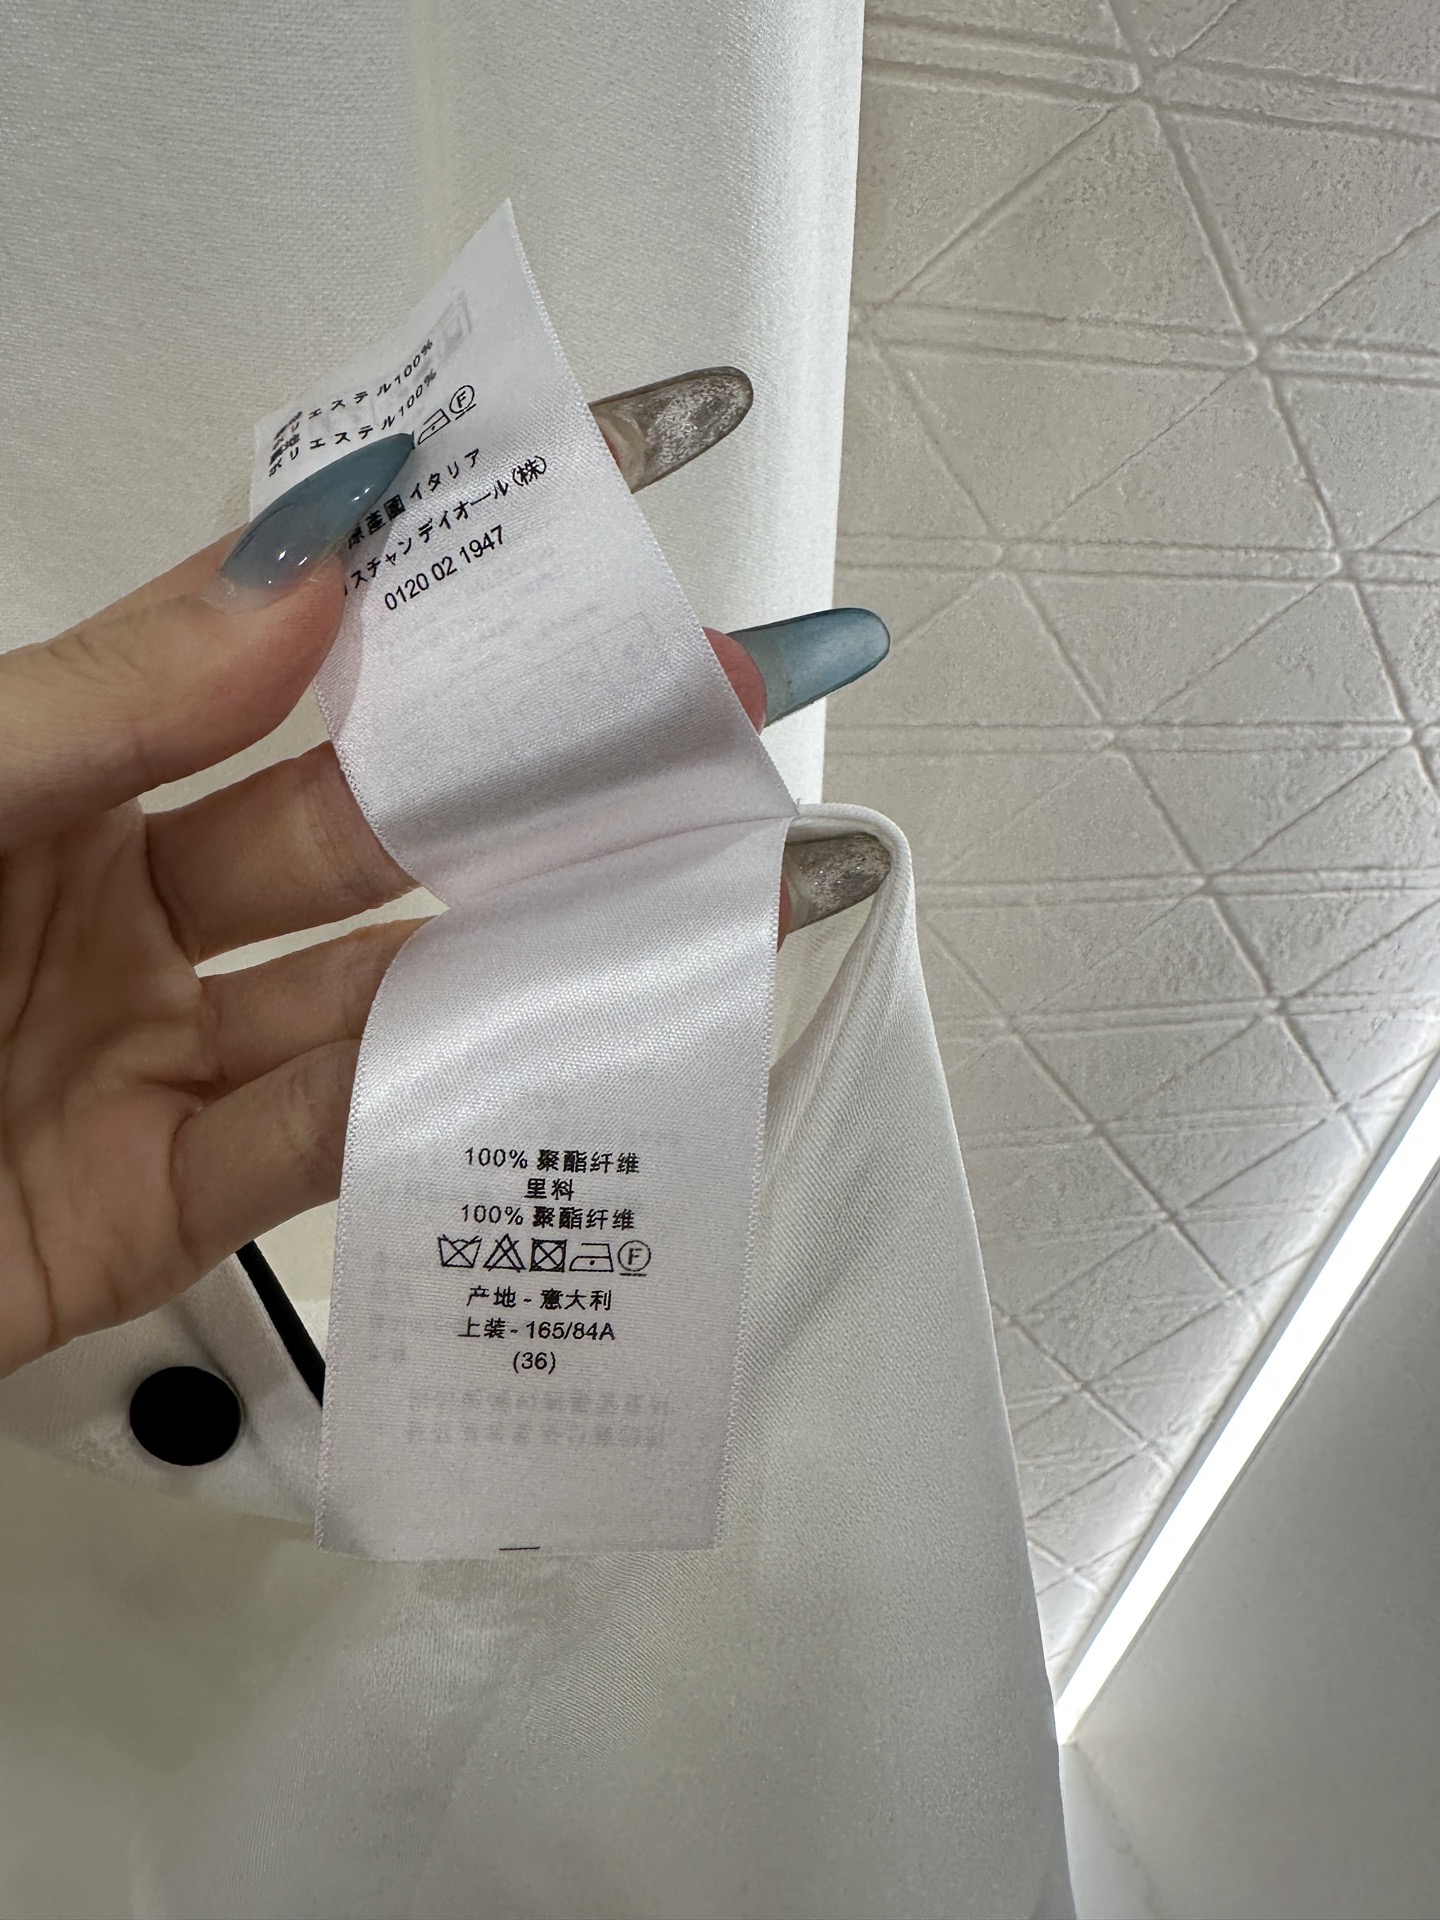 エステル100%
ポリエステル100%
F
原産國 イタリア
スチャン ディオール(株)
0120 02 1947
100% 聚酯纤维
里料
100% 聚酯纤维
F
产地 - 意大利
上装 - 165/84A
(36)